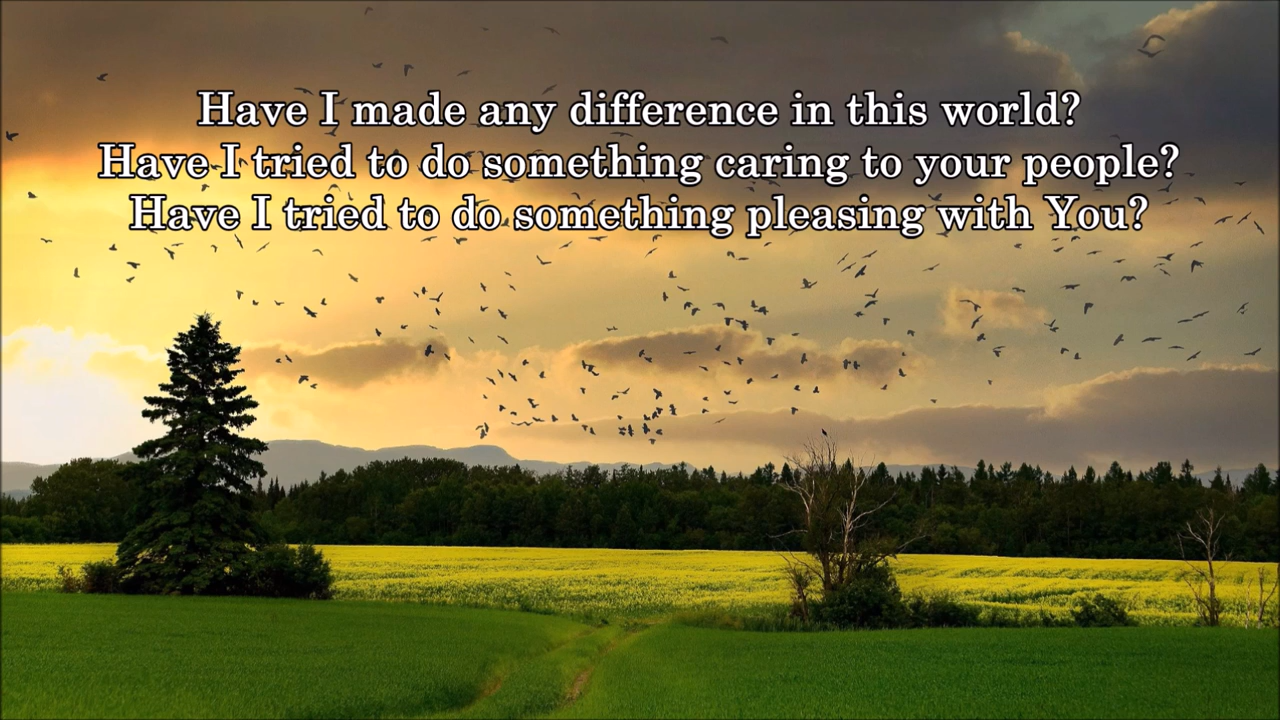 Have I made any difference in this world?
Have I tried to do something caring to your people?
Have I tried to do something pleasing with You?